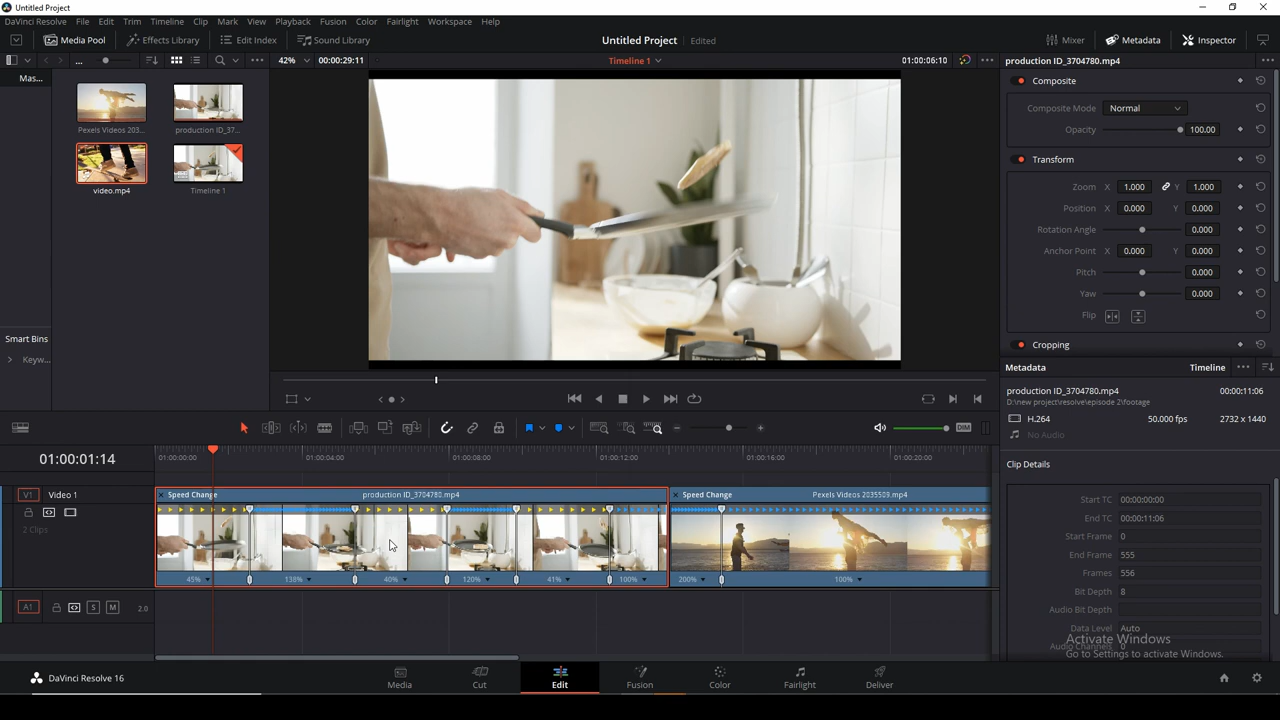 Untitled Project
DaVinci Resolve File Edit Trim Timeline Clip Mark View Playback Fusion Color Fairlight Workspace Help
Media Pool Effects Library Edit Index Sound Library Untitled Project Edited Mixer Metadata Inspector
... 42% 00:00:29:11 Timeline 1 01:00:06:10 production ID_3704780.mp4
Mas...
Composite
Composite Mode Normal
Opacity 100.00
Pexels Videos 203... production ID_37...
video.mp4 Timeline 1
Transform
Zoom X 1.000 Y 1.000
Position X 0.000 Y 0.000
Rotation Angle 0.000
Anchor Point X 0.000 Y 0.000
Pitch 0.000
Yaw 0.000
Flip
Smart Bins
Keyw...
Cropping
Metadata Timeline
production ID_3704780.mp4 00:00:11:06
D:\new project\resolve\episode 2\footage
H.264 50.000 fps 2732 x 1440
No Audio
DIM
01:00:01:14 01:00:00:00 01:00:04:00 01:00:08:00 01:00:12:00 01:00:16:00 01:00:20:00
V1 Video 1
2 Clips
Speed Change production ID_3704780.mp4 Speed Change Pexels Videos 2035509.mp4
45% 138% 40% 120% 41% 100% 200% 100%
A1 S M 2.0
Clip Details
Start TC 00:00:00:00
End TC 00:00:11:06
Start Frame 0
End Frame 555
Frames 556
Bit Depth 8
Audio Bit Depth
Data Level Auto
Audio Channels 0
Activate Windows
Go to Settings to activate Windows.
DaVinci Resolve 16 Media Cut Edit Fusion Color Fairlight Deliver